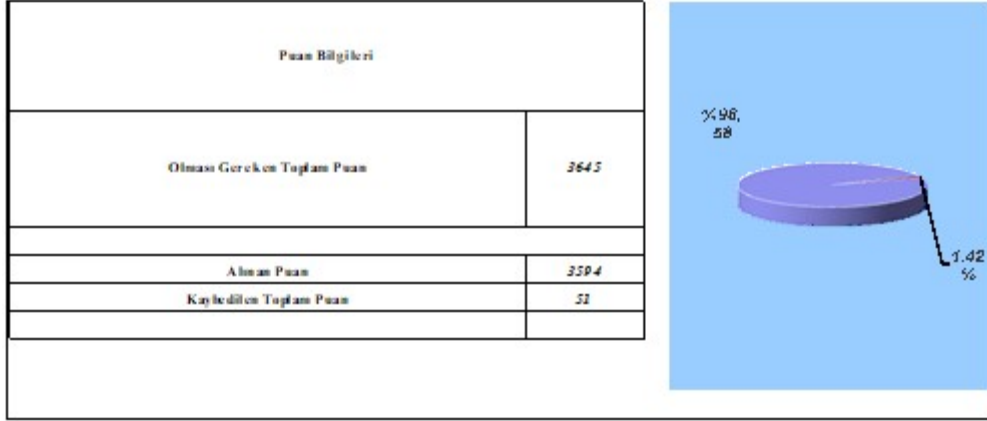 Puan Bilgileri
Olması Gereken Toplam Puan 3645
Alınan Puan 3594
Kaybedilen Toplam Puan 51
%98,
58
1.42
%